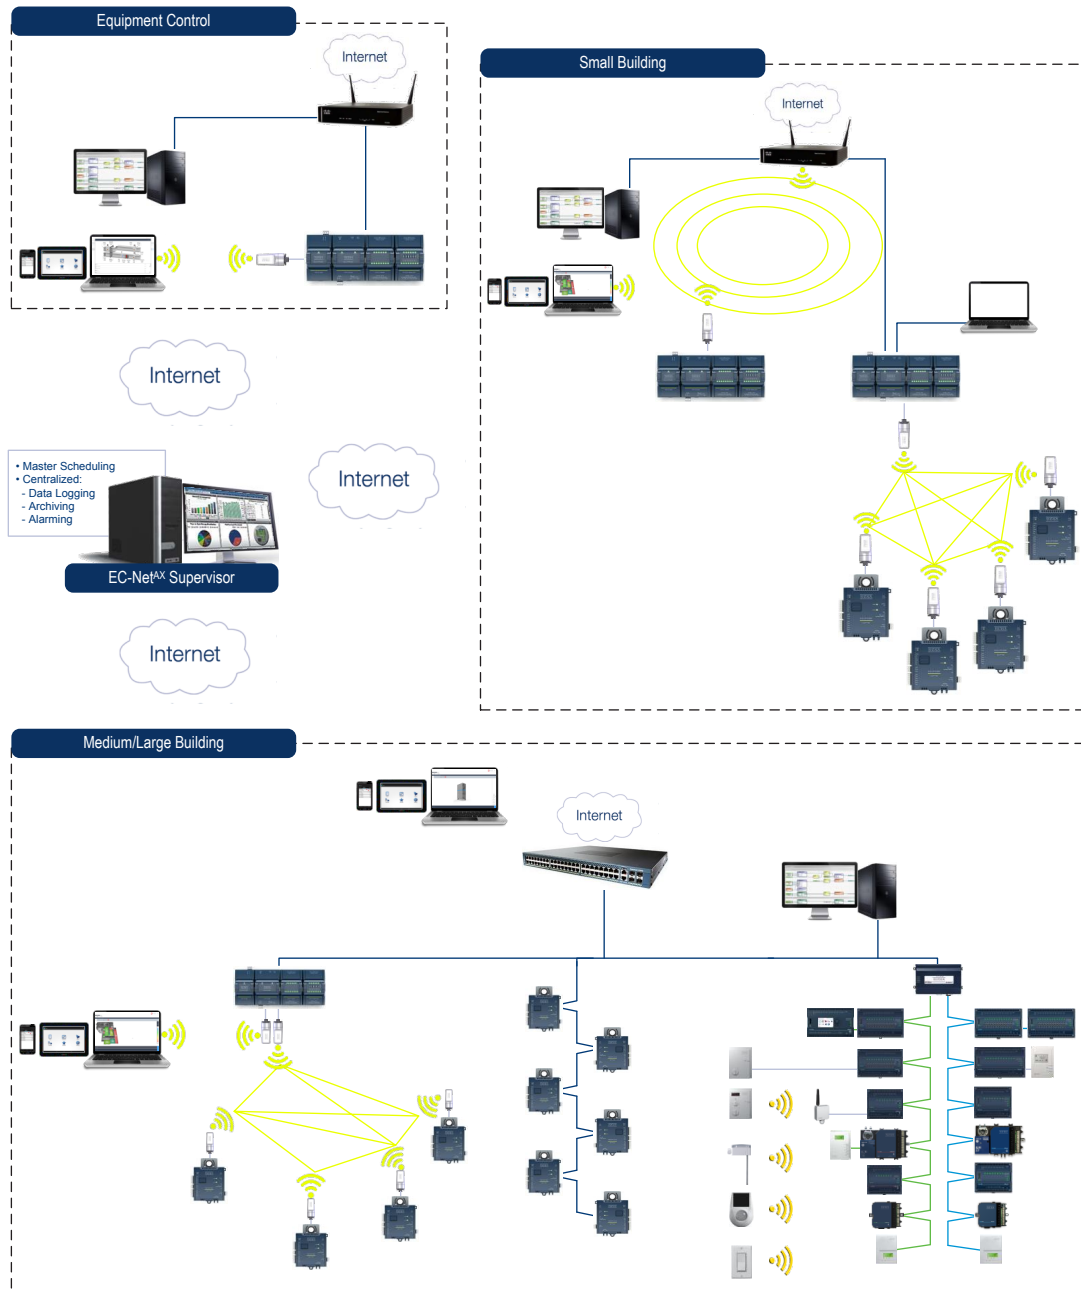 Equipment Control
Internet
Small Building
Internet
Internet
Internet
• Master Scheduling
• Centralized:
- Data Logging
- Archiving
- Alarming
EC-Netᴬˣ Supervisor
Internet
Medium/Large Building
Internet